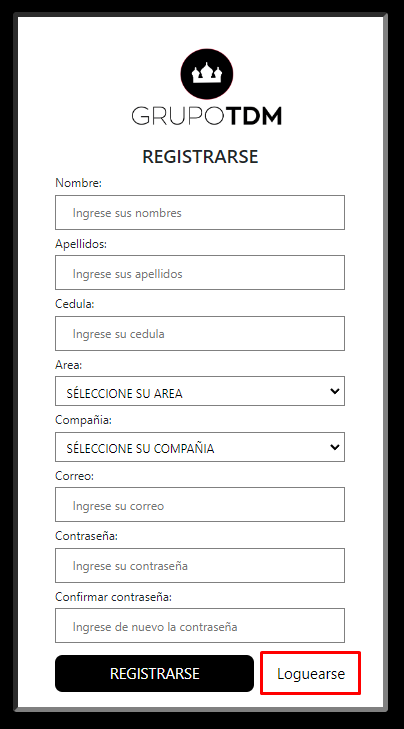 GRUPOTDM
REGISTRARSE
Nombre:
Ingrese sus nombres
Apellidos:
Ingrese sus apellidos
Cedula:
Ingrese su cedula
Area:
SÉLECCIONE SU AREA
Compañia:
SÉLECCIONE SU COMPAÑIA
Correo:
Ingrese su correo
Contraseña:
Ingrese su contraseña
Confirmar contraseña:
Ingrese de nuevo la contraseña
REGISTRARSE Loguearse